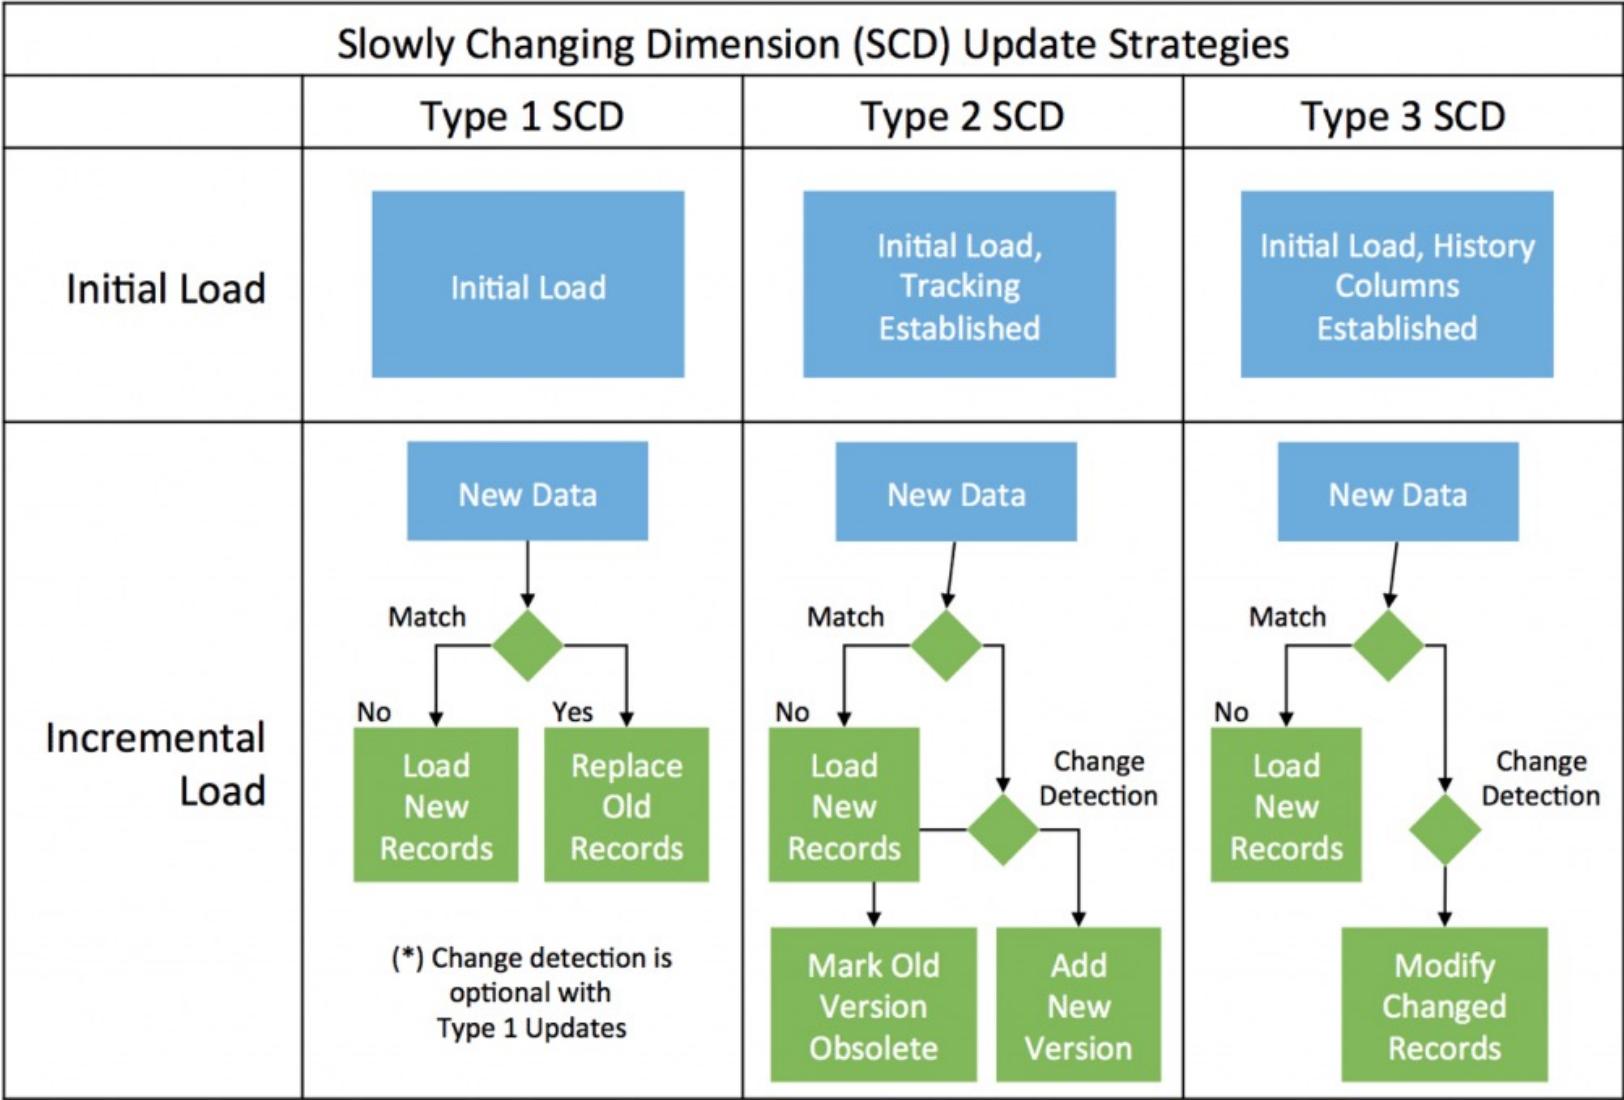 Slowly Changing Dimension (SCD) Update Strategies
Type 1 SCD
Type 2 SCD
Type 3 SCD
Initial Load
Initial Load
Initial Load,
Tracking
Established
Initial Load, History
Columns
Established
Incremental
Load
New Data
Match
No
Yes
Load
New
Records
Replace
Old
Records
(*) Change detection is
optional with
Type 1 Updates
New Data
Match
No
Load
New
Records
Change
Detection
Mark Old
Version
Obsolete
Add
New
Version
New Data
Match
No
Load
New
Records
Change
Detection
Modify
Changed
Records